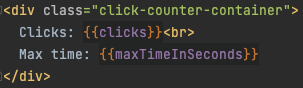 <div class="click-counter-container">
Clicks: {{clicks}}<br>
Max time: {{maxTimeInSeconds}}
</div>